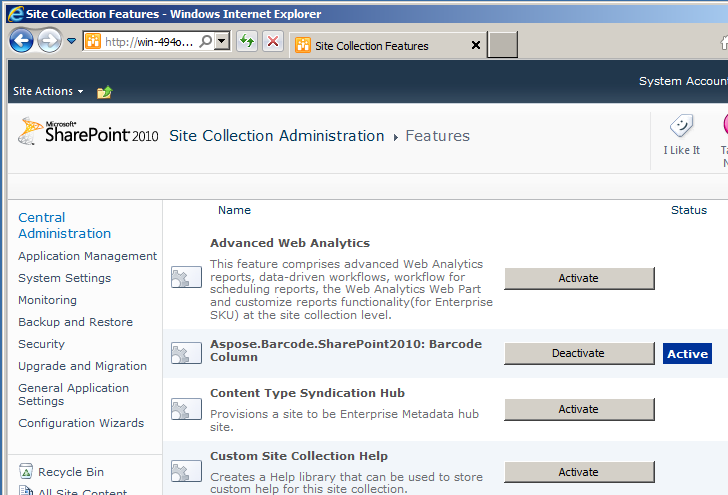 Site Collection Features - Windows Internet Explorer
http://win-494o...
Site Collection Features
System Accoun
Site Actions
Microsoft
SharePoint 2010
Site Collection Administration
Features
I Like It
Central
Administration
Application Management
System Settings
Monitoring
Backup and Restore
Security
Upgrade and Migration
General Application
Settings
Configuration Wizards
Recycle Bin
All Site Content
Name
Status
Advanced Web Analytics
This feature comprises advanced Web Analytics
reports, data-driven workflows, workflow for
scheduling reports, the Web Analytics Web Part
and customize reports functionality(for Enterprise
SKU) at the site collection level.
Activate
Aspose.Barcode.SharePoint2010: Barcode
Column
Deactivate
Active
Content Type Syndication Hub
Provisions a site to be Enterprise Metadata hub
site.
Activate
Custom Site Collection Help
Creates a Help library that can be used to store
custom help for this site collection.
Activate